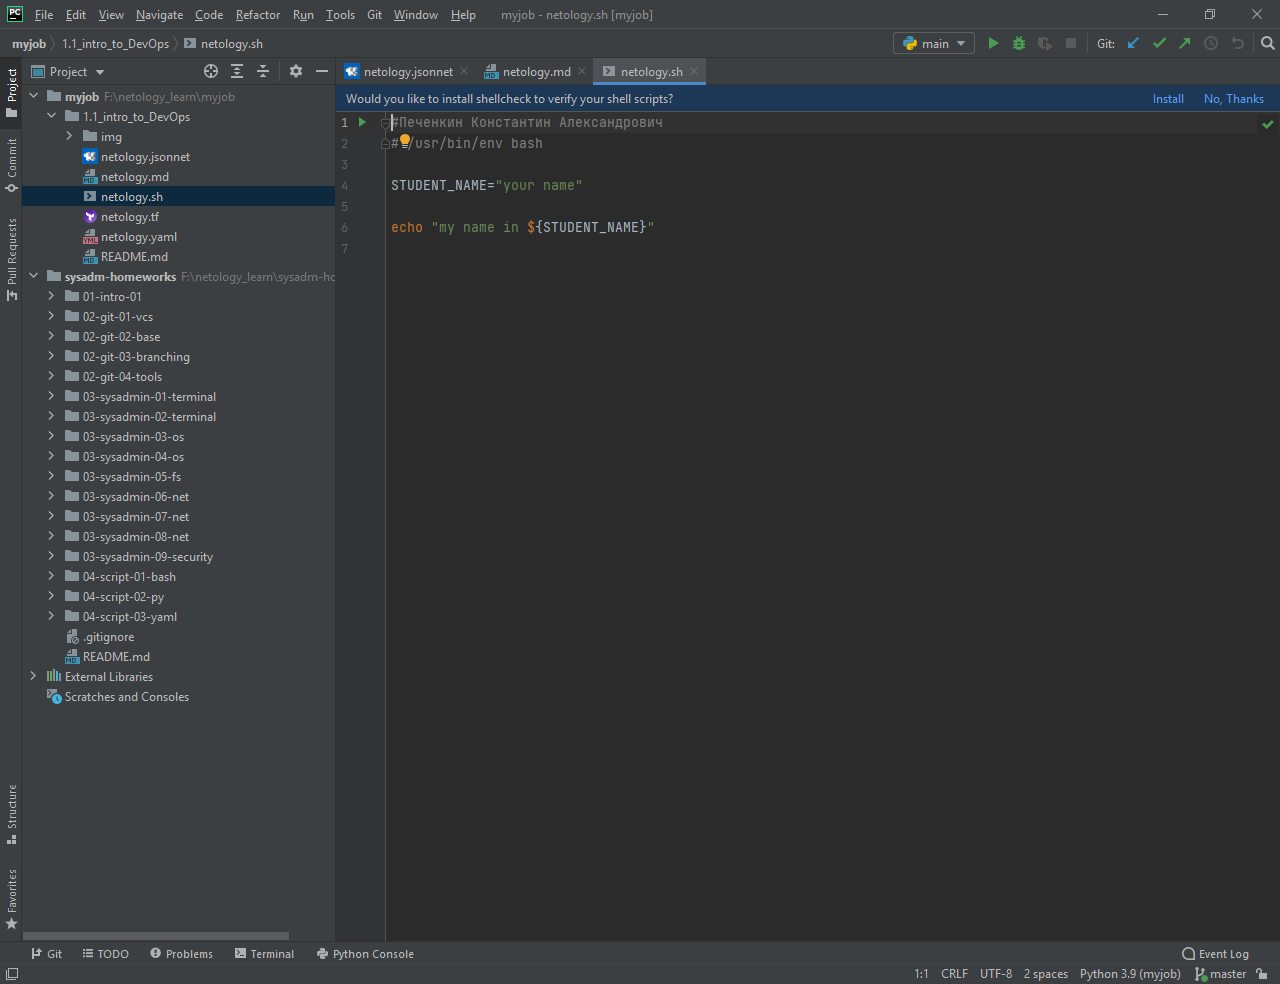 PC File Edit View Navigate Code Refactor Run Tools Git Window Help myjob - netology.sh [myjob]
myjob 1.1_intro_to_DevOps netology.sh main Git:
Project
netology.jsonnet netology.md netology.sh
Would you like to install shellcheck to verify your shell scripts? Install No, Thanks
Project
Commit
Pull Requests
Structure
Favorites
myjob F:\netology_learn\myjob
1.1_intro_to_DevOps
img
netology.jsonnet
netology.md
netology.sh
netology.tf
netology.yaml
README.md
sysadm-homeworks F:\netology_learn\sysadm-ho
01-intro-01
02-git-01-vcs
02-git-02-base
02-git-03-branching
02-git-04-tools
03-sysadmin-01-terminal
03-sysadmin-02-terminal
03-sysadmin-03-os
03-sysadmin-04-os
03-sysadmin-05-fs
03-sysadmin-06-net
03-sysadmin-07-net
03-sysadmin-08-net
03-sysadmin-09-security
04-script-01-bash
04-script-02-py
04-script-03-yaml
.gitignore
README.md
External Libraries
Scratches and Consoles
1 #Печенкин Константин Александрович
2 # /usr/bin/env bash
3
4 STUDENT_NAME="your name"
5
6 echo "my name in ${STUDENT_NAME}"
7
Git TODO Problems Terminal Python Console Event Log
1:1 CRLF UTF-8 2 spaces Python 3.9 (myjob) master